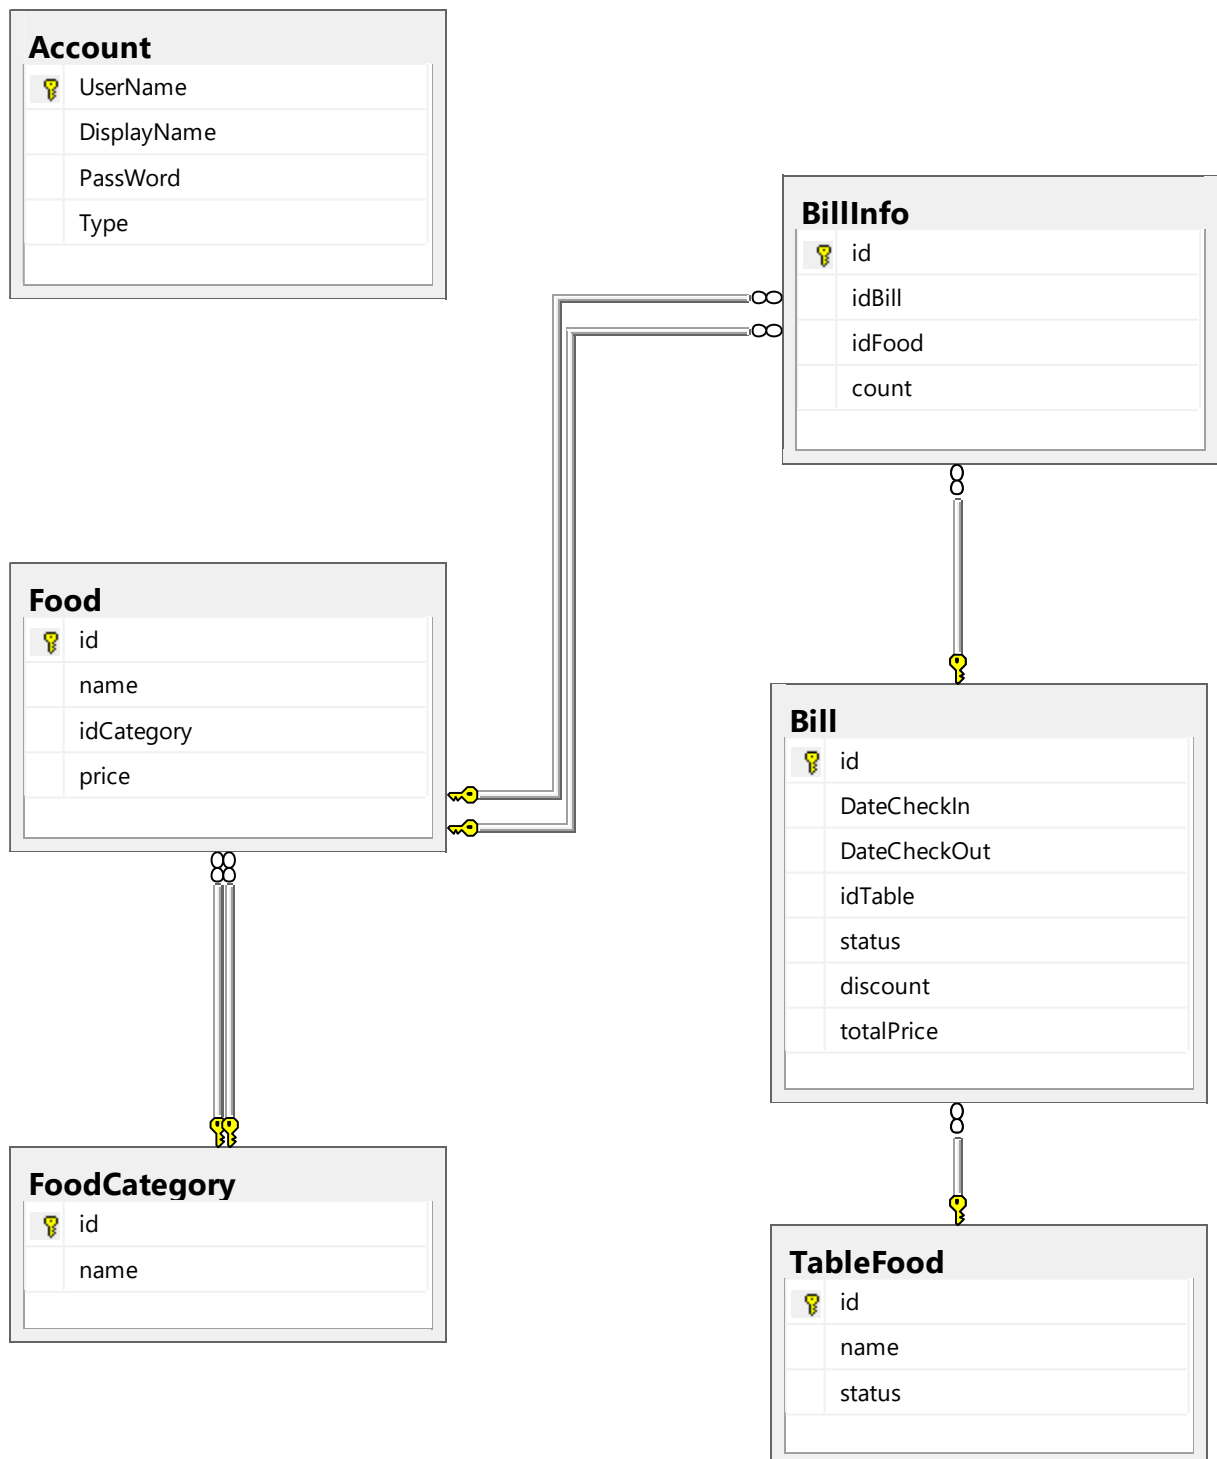 Account
UserName
DisplayName
PassWord
Type
BillInfo
id
idBill
idFood
count
Food
id
name
idCategory
price
Bill
id
DateCheckIn
DateCheckOut
idTable
status
discount
totalPrice
FoodCategory
id
name
TableFood
id
name
status